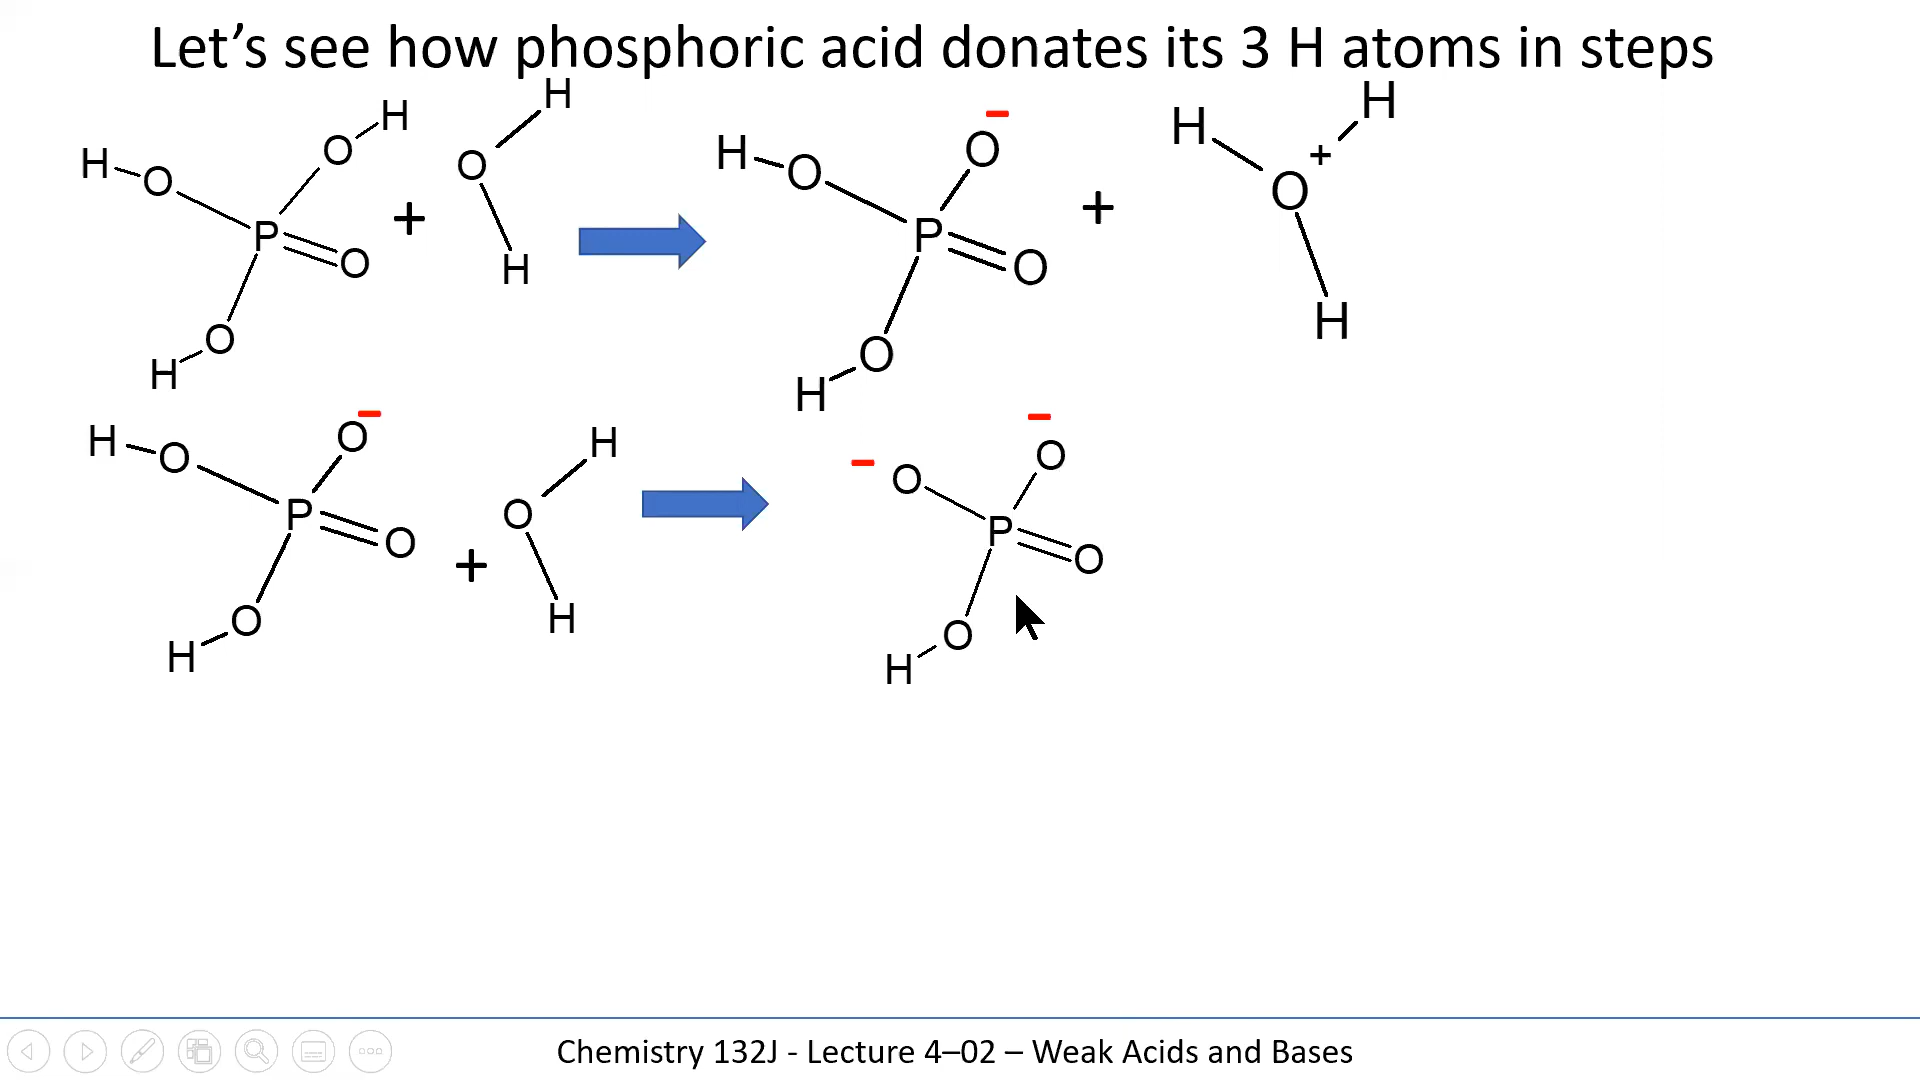 Let's see how phosphoric acid donates its 3 H atoms in steps
H O P O H O O H + O H H H O P O − O O H + H O + H H
H O P O − O O H + O H H − O P O − O O H
Chemistry 132J - Lecture 4–02 – Weak Acids and Bases